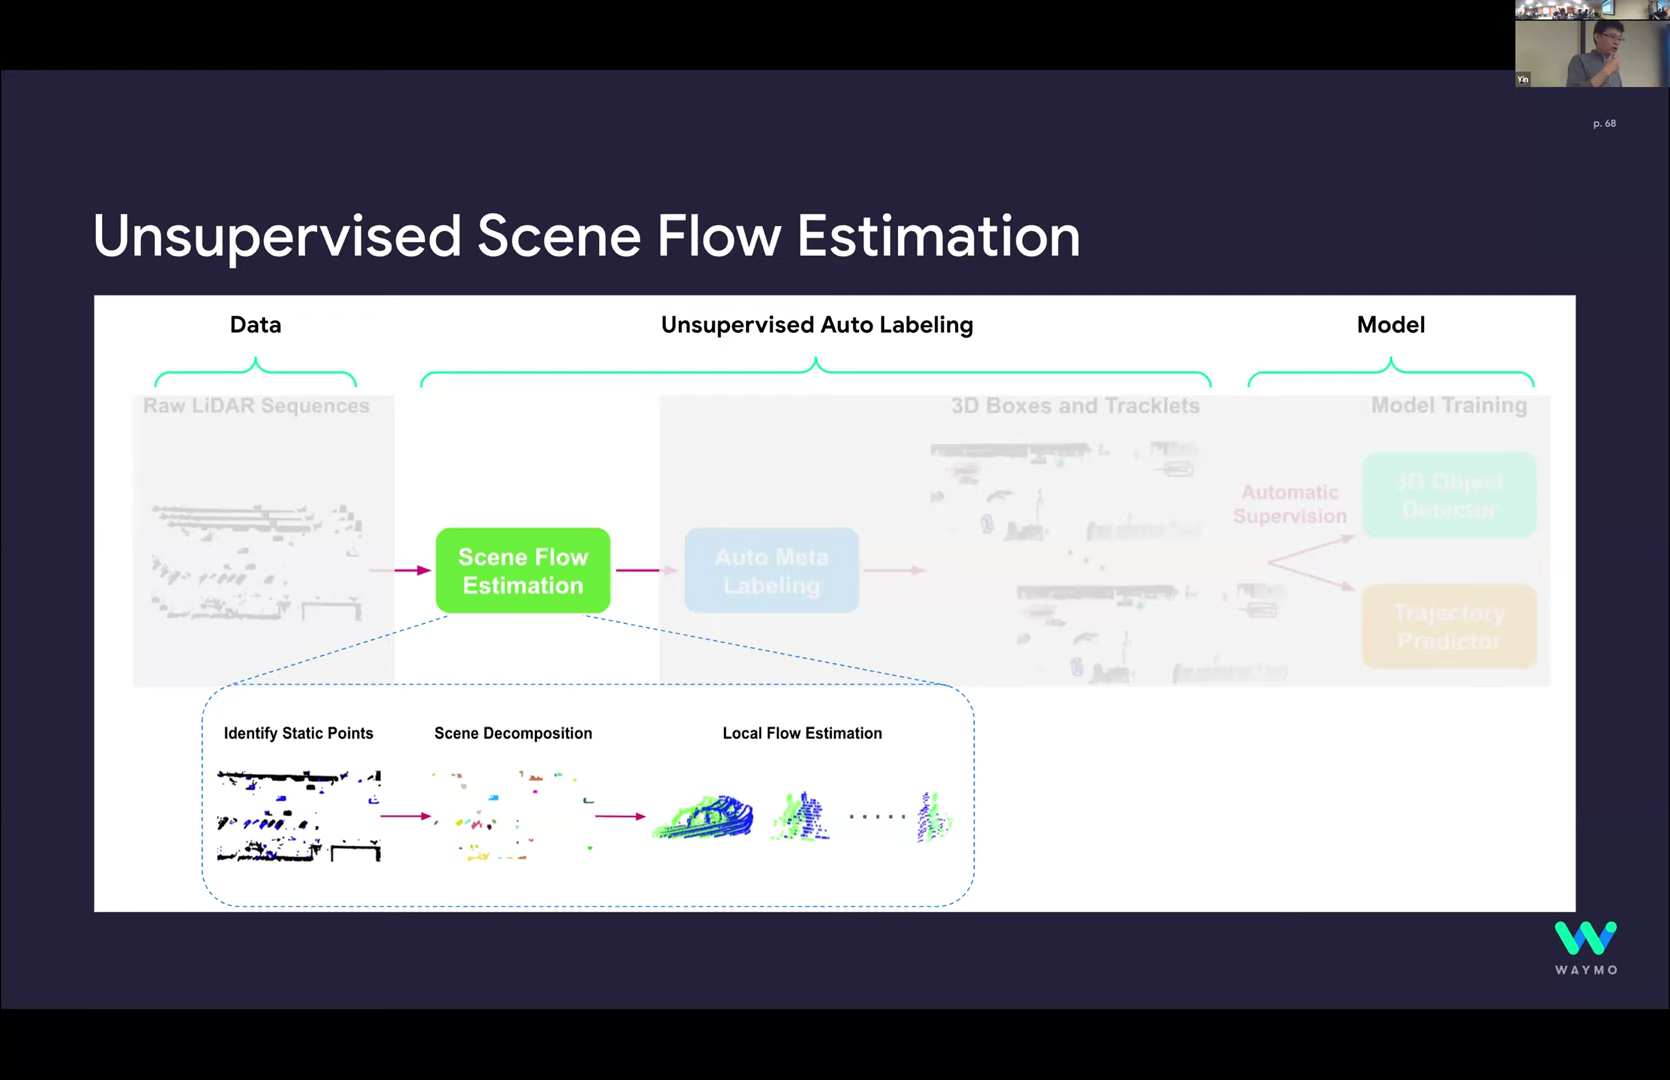 Yin
p. 68
Unsupervised Scene Flow Estimation
Data
Unsupervised Auto Labeling
Model
Raw LiDAR Sequences
3D Boxes and Tracklets
Model Training
Scene Flow
Estimation
Auto Meta
Labeling
Automatic
Supervision
3D Object
Detector
Trajectory
Predictor
Identify Static Points
Scene Decomposition
Local Flow Estimation
WAYMO